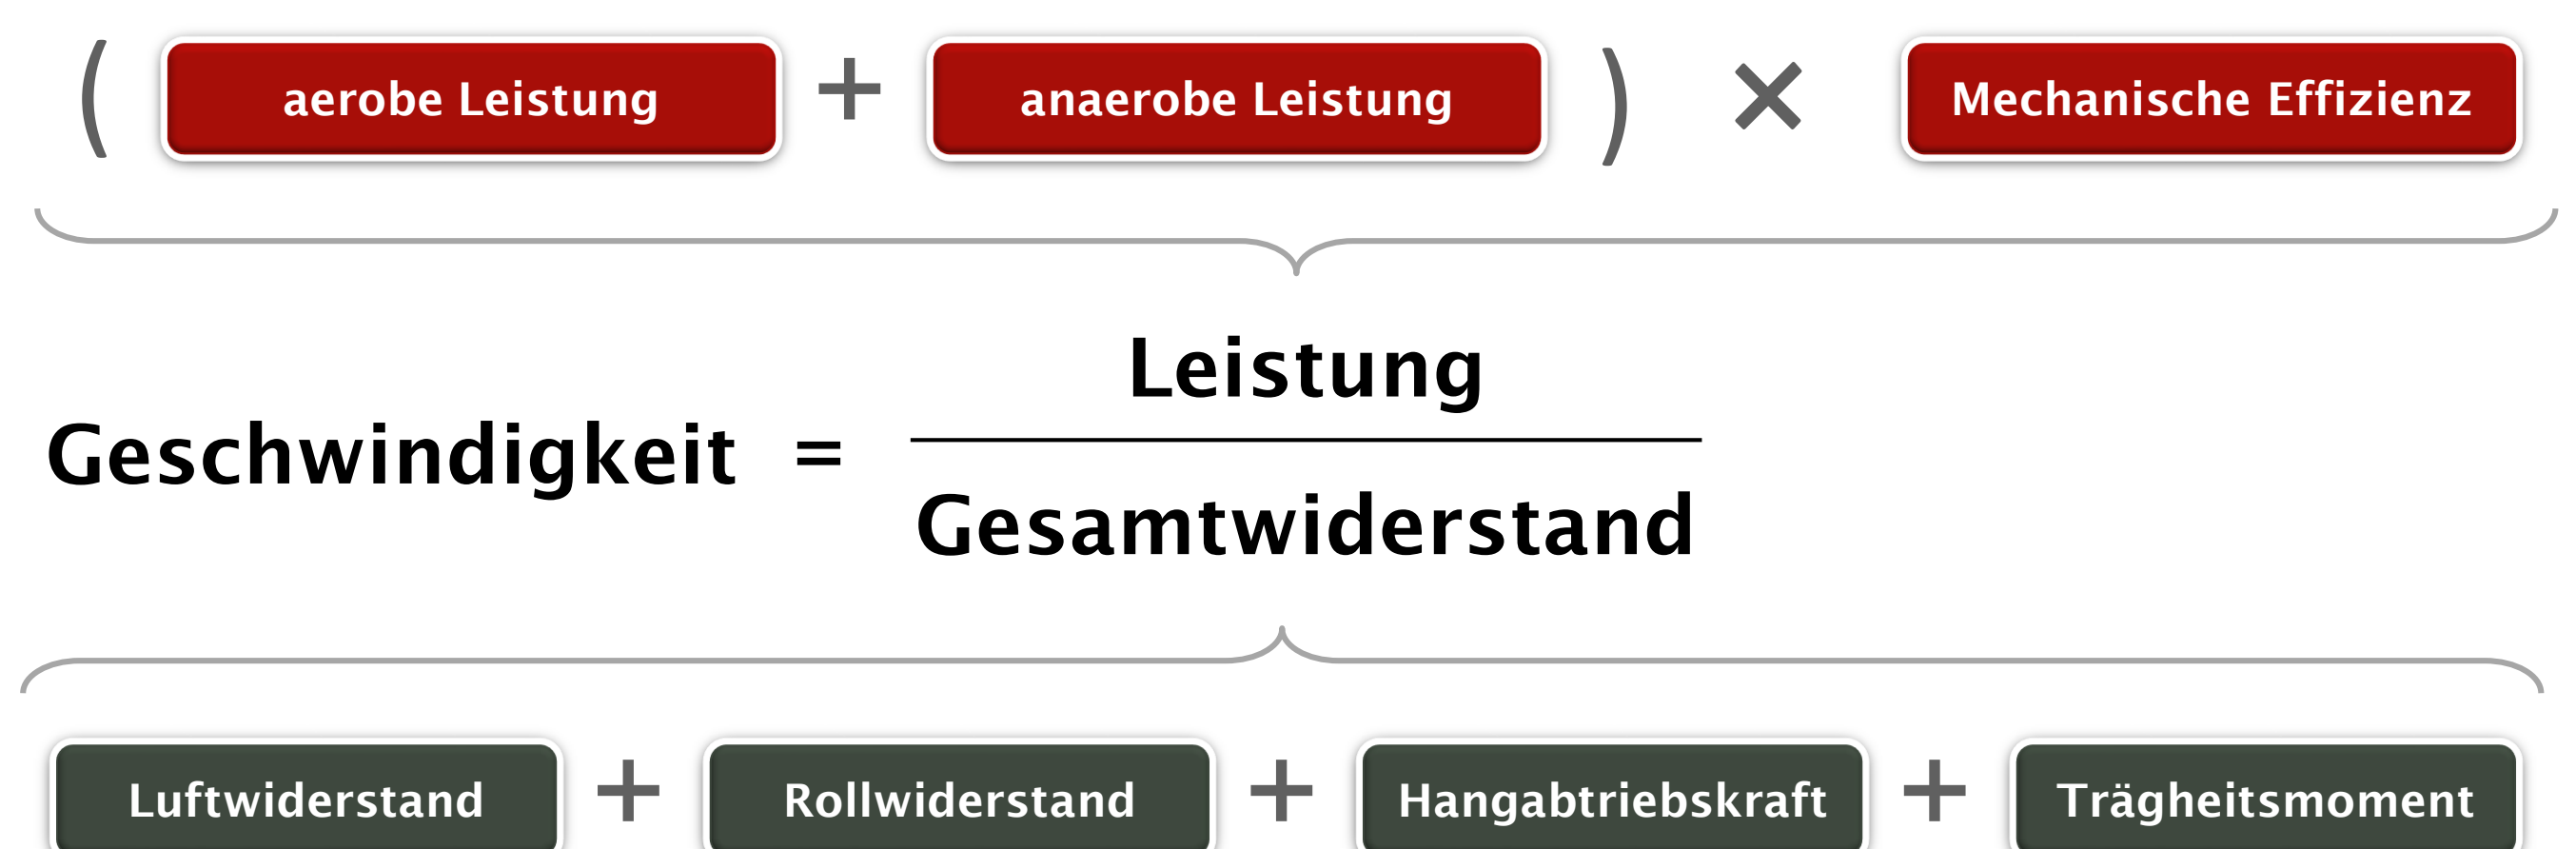 ( aerobe Leistung + anaerobe Leistung ) × Mechanische Effizienz
Leistung
Geschwindigkeit =
Gesamtwiderstand
Luftwiderstand + Rollwiderstand + Hangabtriebskraft + Trägheitsmoment